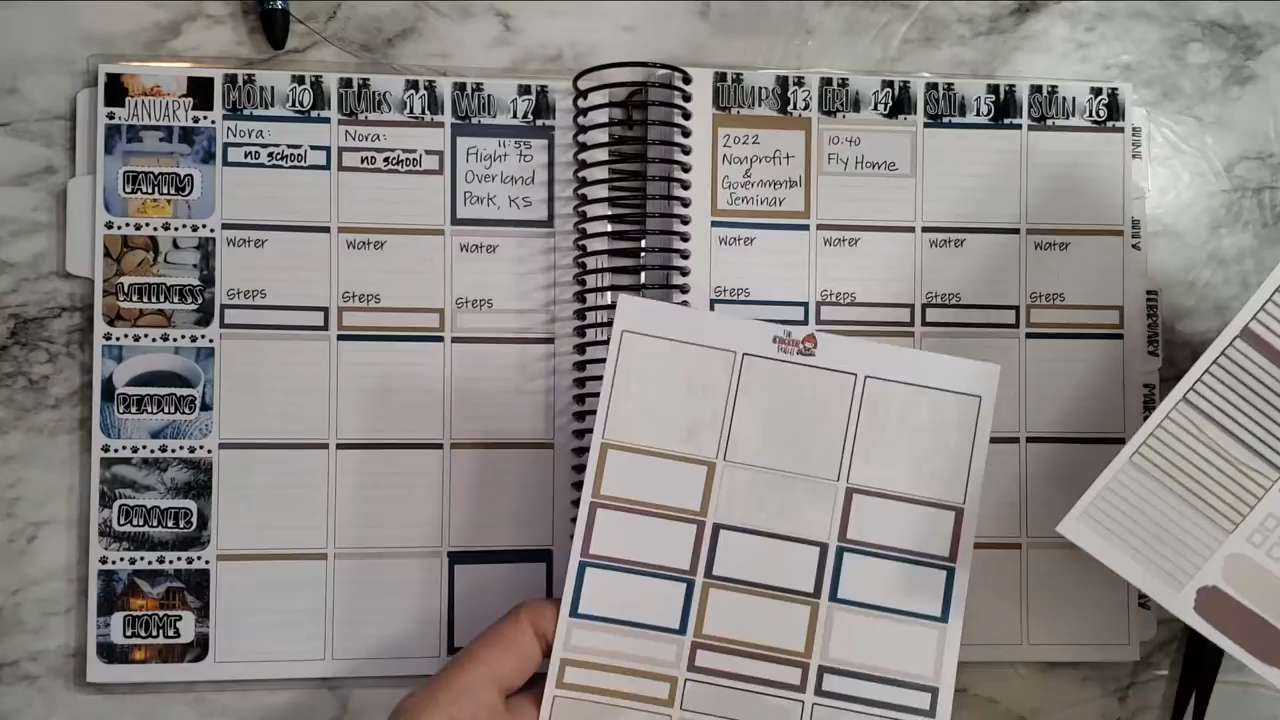 JANUARY
MON 10
TUES 11
WED 12
THURS 13
FRI 14
SAT 15
SUN 16
FAMILY
Nora:
no school
Nora:
no school
11:55
Flight to
Overland
Park, KS
2022
Nonprofit
&
Governmental
Seminar
10:40
Fly Home
WELLNESS
Water
Steps
Water
Steps
Water
Steps
Water
Steps
Water
Steps
Water
Steps
Water
Steps
READING
DINNER
HOME
THE
FEBRUARY